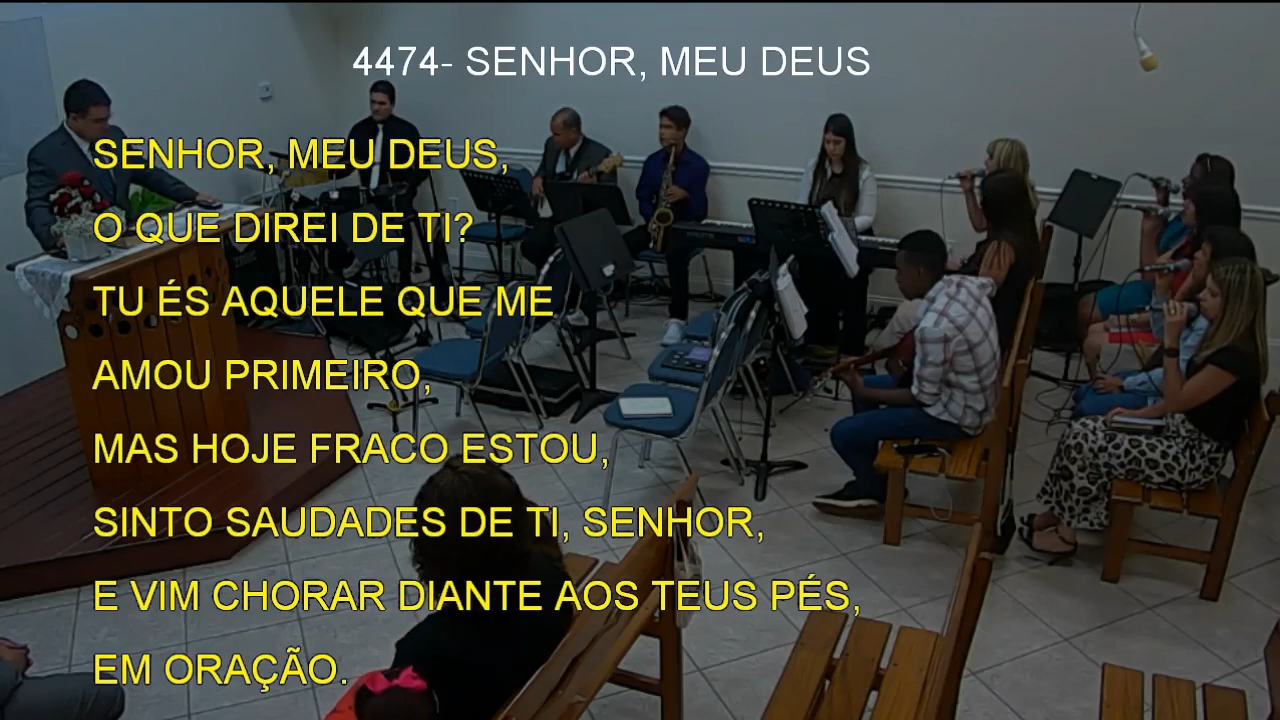 4474- SENHOR, MEU DEUS
SENHOR, MEU DEUS,
O QUE DIREI DE TI?
TU ÉS AQUELE QUE ME
AMOU PRIMEIRO,
MAS HOJE FRACO ESTOU,
SINTO SAUDADES DE TI, SENHOR,
E VIM CHORAR DIANTE AOS TEUS PÉS,
EM ORAÇÃO.